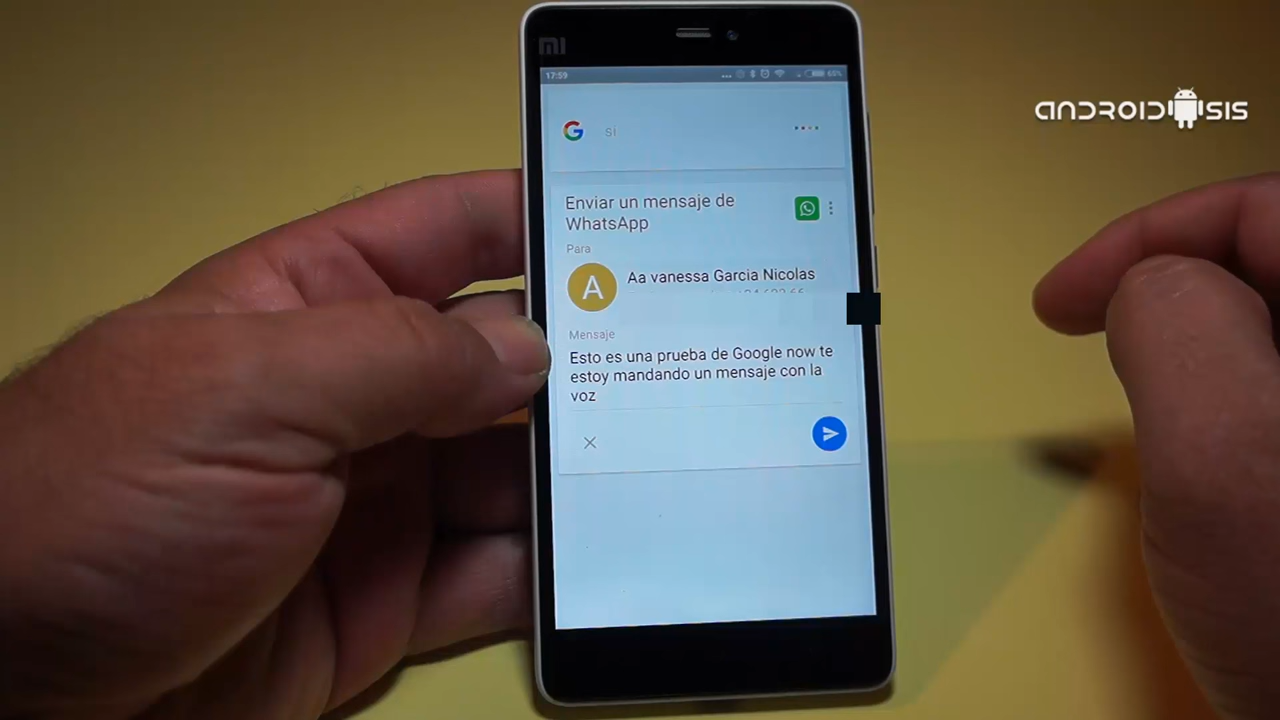 mi
17:59
68%
ANDROIDSIS
G si
Enviar un mensaje de
WhatsApp
Para
A
Aa vanessa Garcia Nicolas
Mensaje
Esto es una prueba de Google now te
estoy mandando un mensaje con la
voz